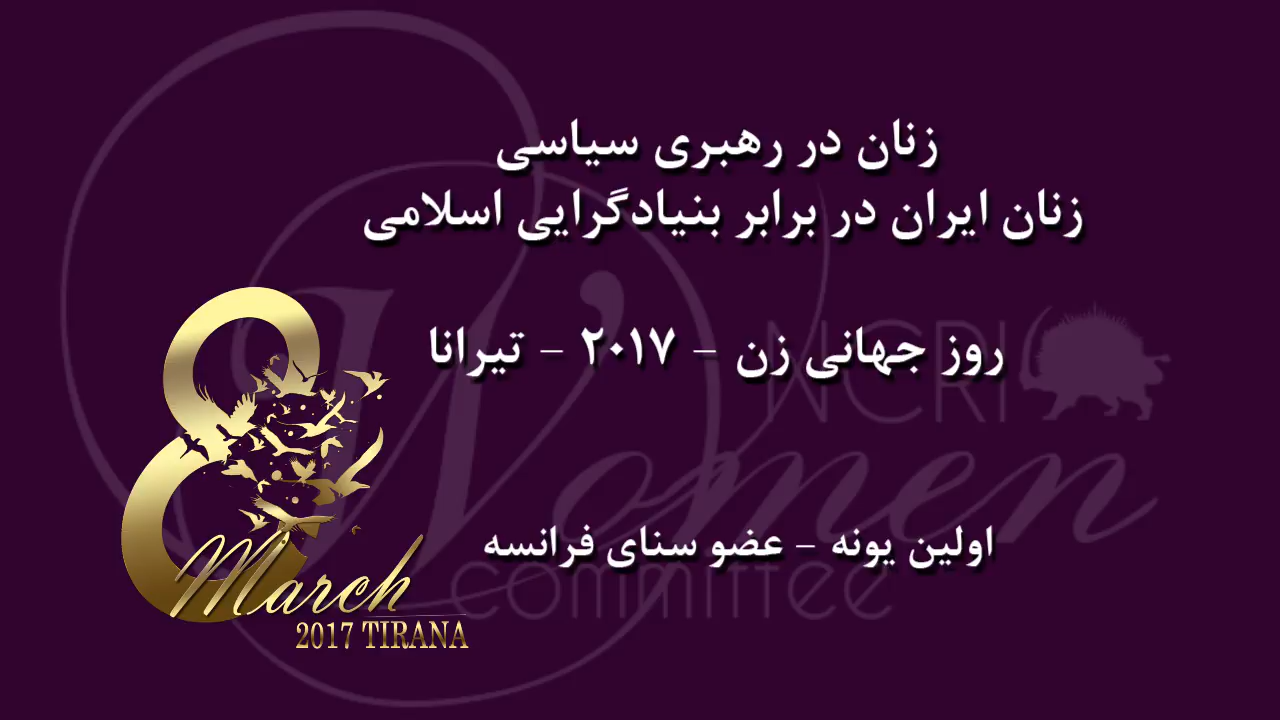 زنان در رهبری سیاسی
زنان ایران در برابر بنیادگرایی اسلامی
روز جهانی زن – ۲۰۱۷ – تیرانا
NCRI
Women
committee
اولین یونه – عضو سنای فرانسه
8
March
2017 TIRANA